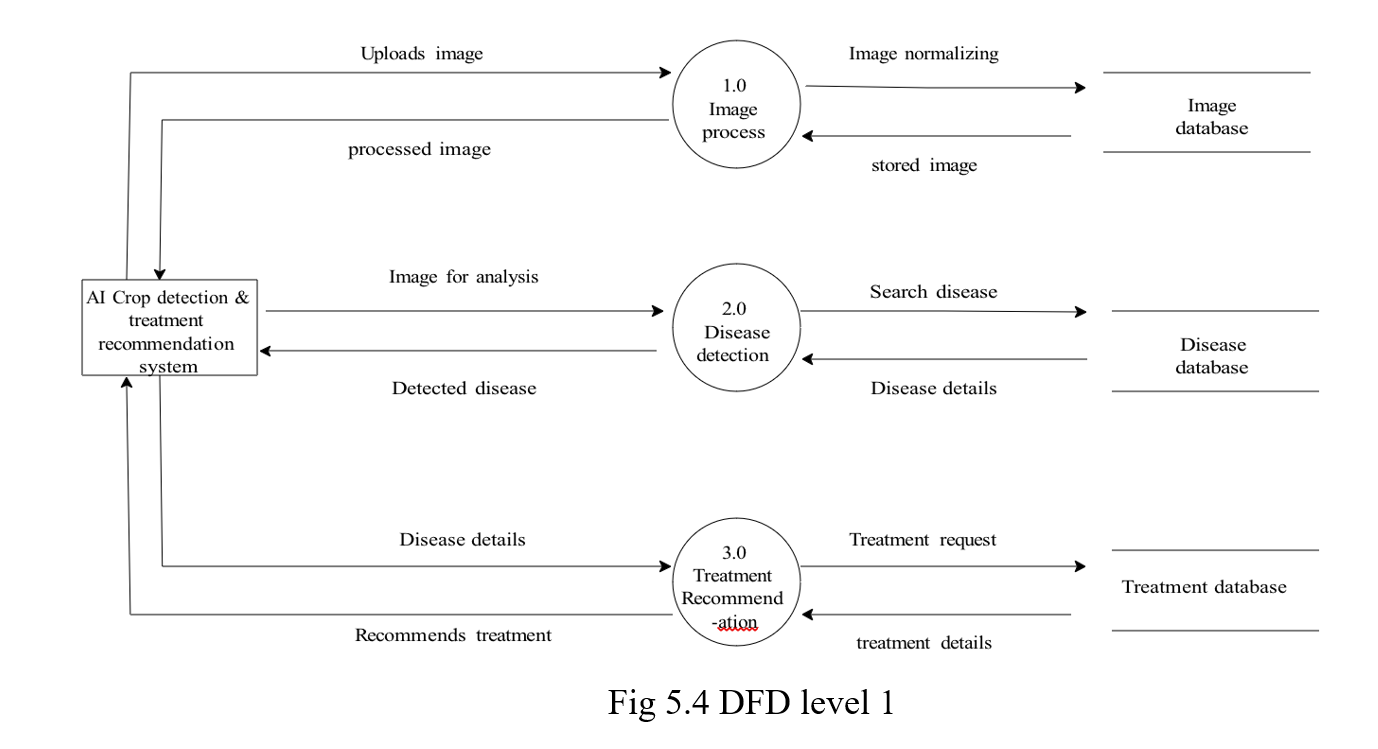 Uploads image
Image normalizing
1.0
Image
process
Image
database
processed image
stored image
AI Crop detection &
treatment
recommendation
system
Image for analysis
Search disease
2.0
Disease
detection
Disease
database
Detected disease
Disease details
Disease details
Treatment request
3.0
Treatment
Recommend
-ation
Treatment database
Recommends treatment
treatment details
Fig 5.4 DFD level 1